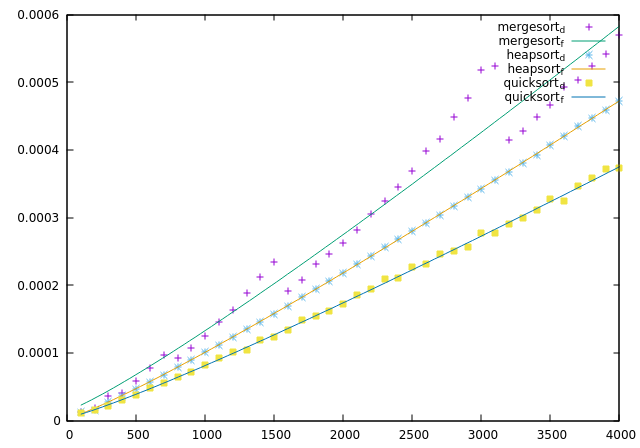 0.0006
0.0005
0.0004
0.0003
0.0002
0.0001
0
mergesort_d
mergesort_f
heapsort_d
heapsort_f
quicksort_d
quicksort_f
0 500 1000 1500 2000 2500 3000 3500 4000